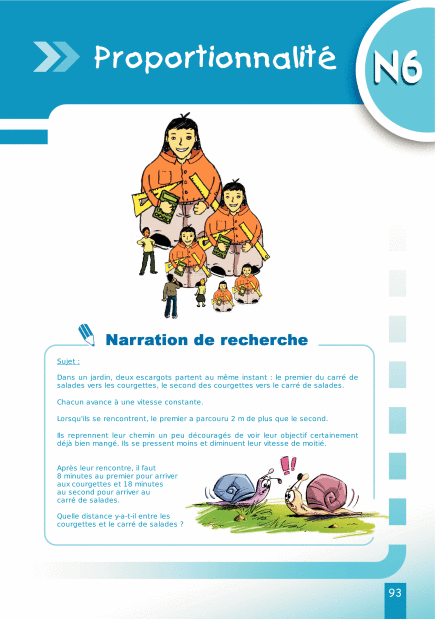 Proportionnalité
N6
Narration de recherche
Sujet :
Dans un jardin, deux escargots partent au même instant : le premier du carré de
salades vers les courgettes, le second des courgettes vers le carré de salades.
Chacun avance à une vitesse constante.
Lorsqu'ils se rencontrent, le premier a parcouru 2 m de plus que le second.
Ils reprennent leur chemin un peu découragés de voir leur objectif certainement
déjà bien mangé. Ils se pressent moins et diminuent leur vitesse de moitié.
Après leur rencontre, il faut
8 minutes au premier pour arriver
aux courgettes et 18 minutes
au second pour arriver au
carré de salades.
Quelle distance y-a-t-il entre les
courgettes et le carré de salades ?
!!
93